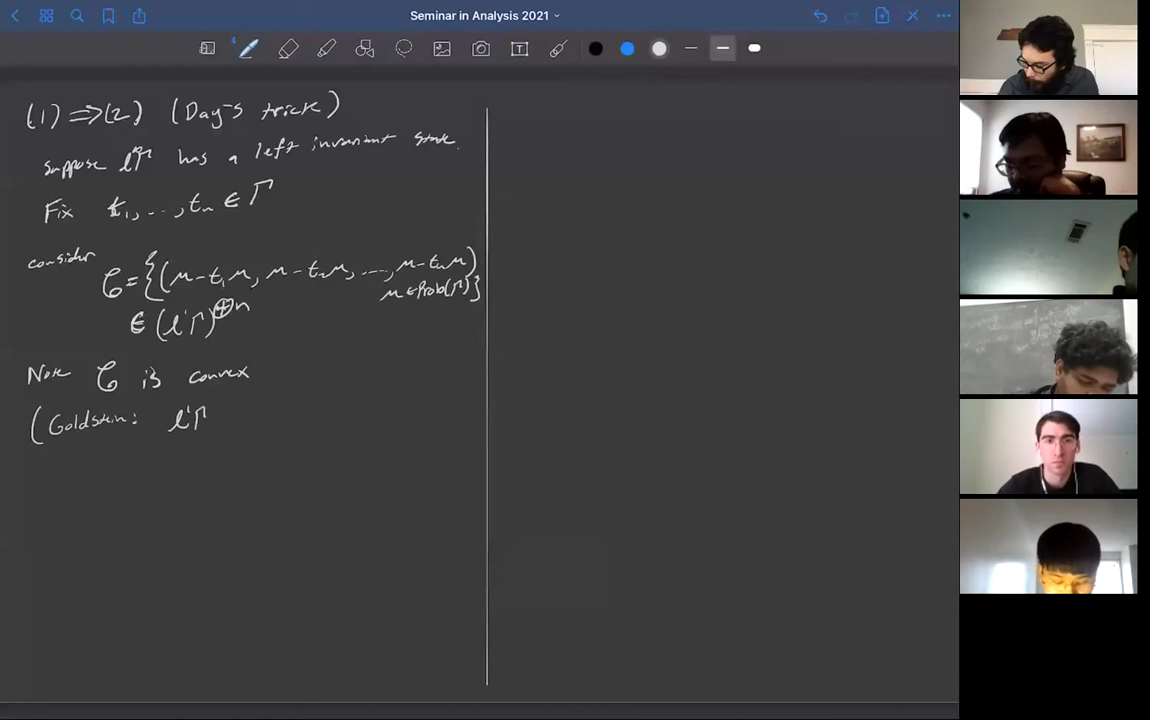 Seminar in Analysis 2021
(1) ⇒ (2) (Day's trick)
Suppose ℓ^∞Γ has a left invariant state.
Fix t₁, ..., tₙ ∈ Γ
consider
C = {(μ - t₁μ, μ - t₂μ, ..., μ - tₙμ)
μ ∈ Prob(Γ)}
∈ (ℓ¹Γ)^⊕n
Note C is convex
(Goldstein: ℓ¹Γ